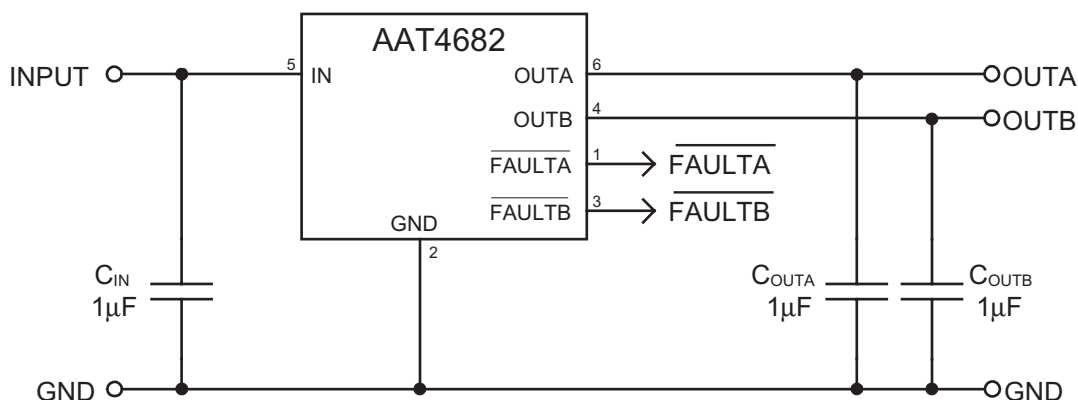 AAT4682
INPUT
5
IN
OUTA
6
OUTA
OUTB
4
OUTB
FAULTA
1
FAULTA
FAULTB
3
FAULTB
GND
2
CIN
1μF
COUTA
1μF
COUTB
1μF
GND
GND